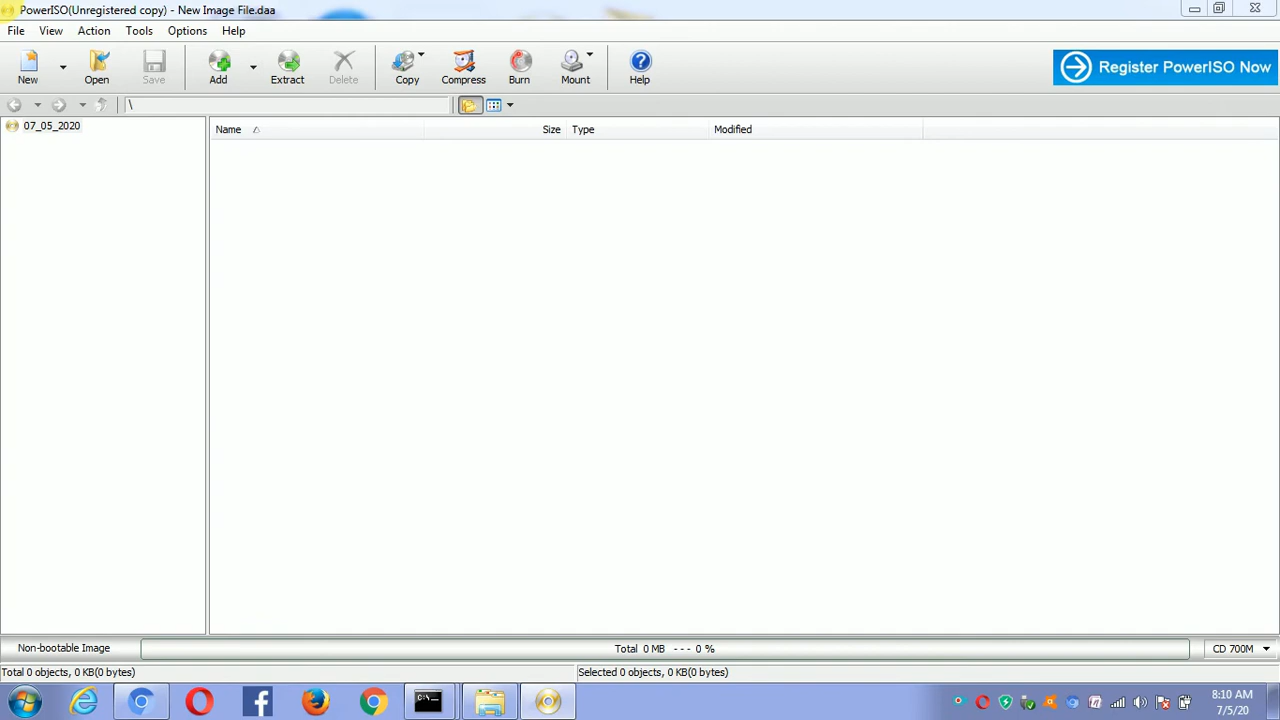 PowerISO(Unregistered copy) - New Image File.daa
File View Action Tools Options Help
New Open Save Add Extract Delete Copy Compress Burn Mount Help
Register PowerISO Now
\
07_05_2020
Name Size Type Modified
Non-bootable Image Total 0 MB --- 0 % CD 700M
Total 0 objects, 0 KB(0 bytes) Selected 0 objects, 0 KB(0 bytes)
8:10 AM
7/5/20